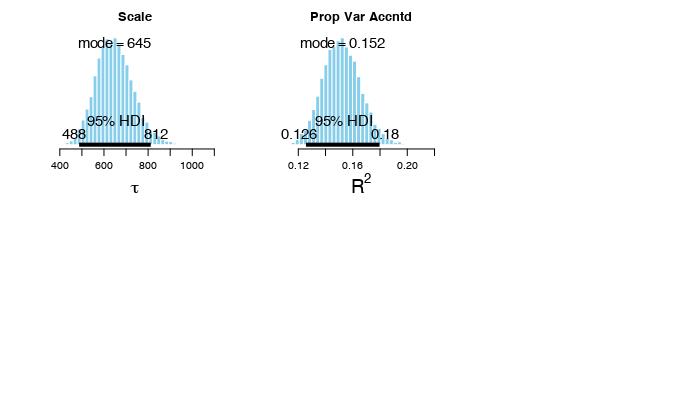 Scale
mode = 645
95% HDI
488 812
400 600 800 1000
τ
Prop Var Accntd
mode = 0.152
95% HDI
0.126 0.18
0.12 0.16 0.20
R²